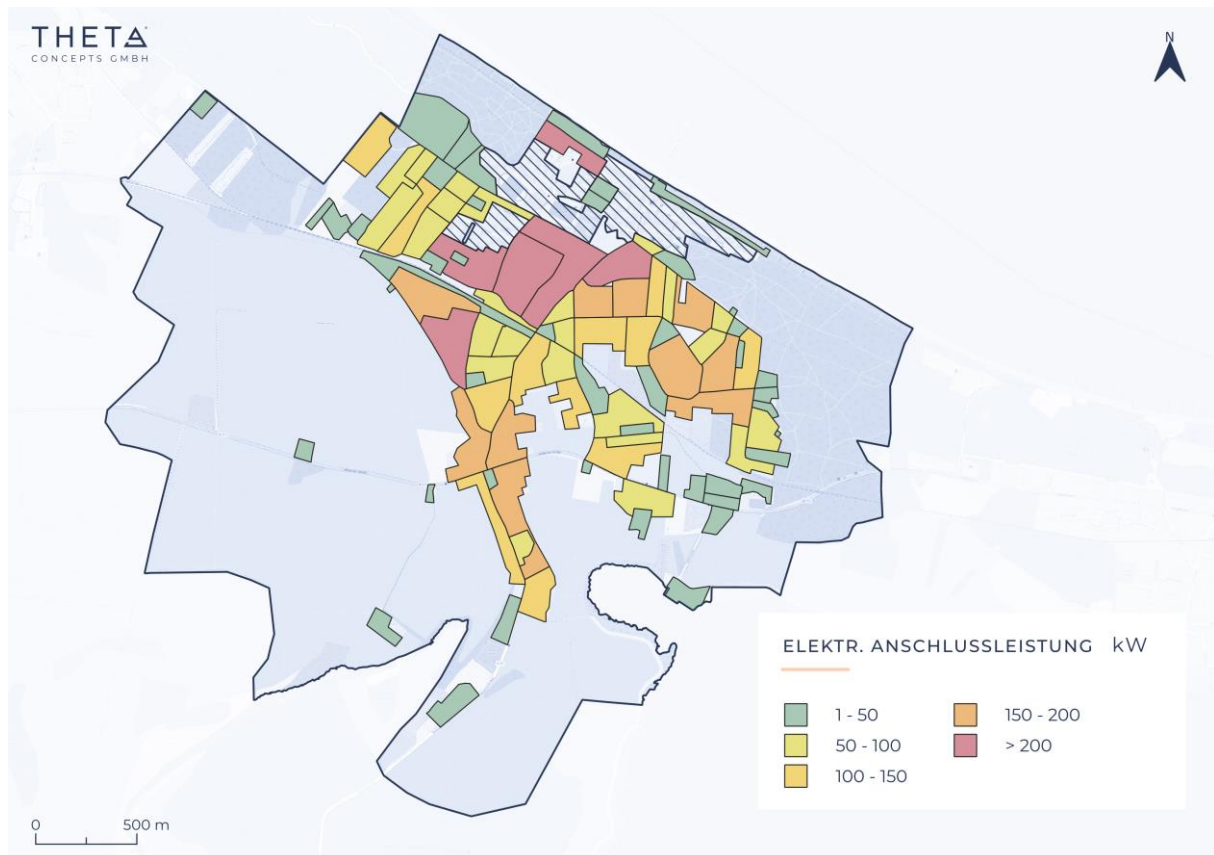 THETA
CONCEPTS GMBH
N
ELEKTR. ANSCHLUSSLEISTUNG kW
1 - 50
50 - 100
100 - 150
150 - 200
> 200
0 500 m